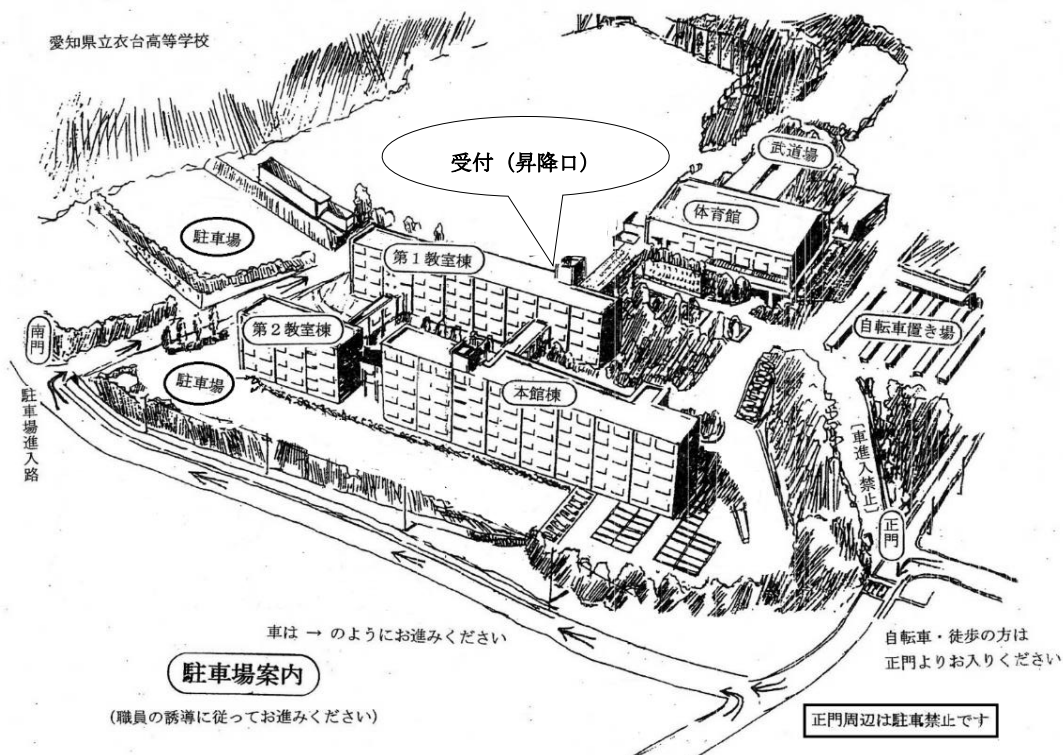 愛知県立衣台高等学校
受付（昇降口）
武道場
体育館
駐車場
第１教室棟
自転車置き場
南門
第２教室棟
駐車場
本館棟
駐車場進入路
〔車進入禁止〕
正門
車は → のようにお進みください
自転車・徒歩の方は
正門よりお入りください
駐車場案内
（職員の誘導に従ってお進みください）
正門周辺は駐車禁止です